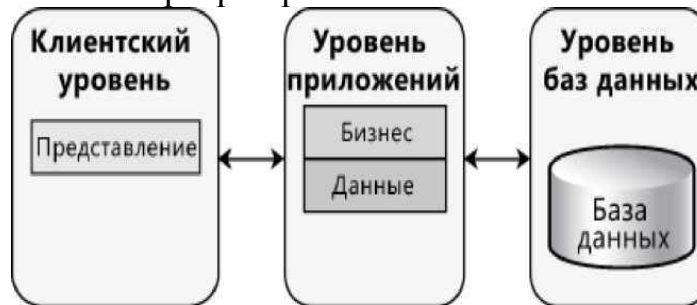 Клиентский
уровень
Представление
Уровень
приложений
Бизнес
Данные
Уровень
баз данных
База
данных